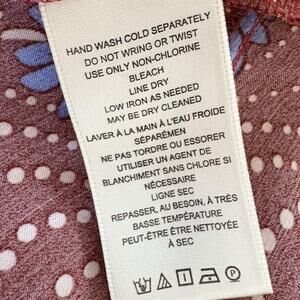 HAND WASH COLD SEPARATELY
DO NOT WRING OR TWIST
USE ONLY NON-CHLORINE
BLEACH
LINE DRY
LOW IRON AS NEEDED
MAY BE DRY CLEANED
LAVER À LA MAIN À L'EAU FROIDE
SÉPARÉMEN
NE PAS TORDRE OU ESSORER
UTILISER UN AGENT DE
BLANCHIMENT SANS CHLORE SI
NÉCESSAIRE
LIGNE SEC
REPASSER, AU BESOIN, À TRÈS
BASSE TEMPÉRATURE
PEUT-ÊTRE ÊTRE NETTOYÉE
À SEC
P